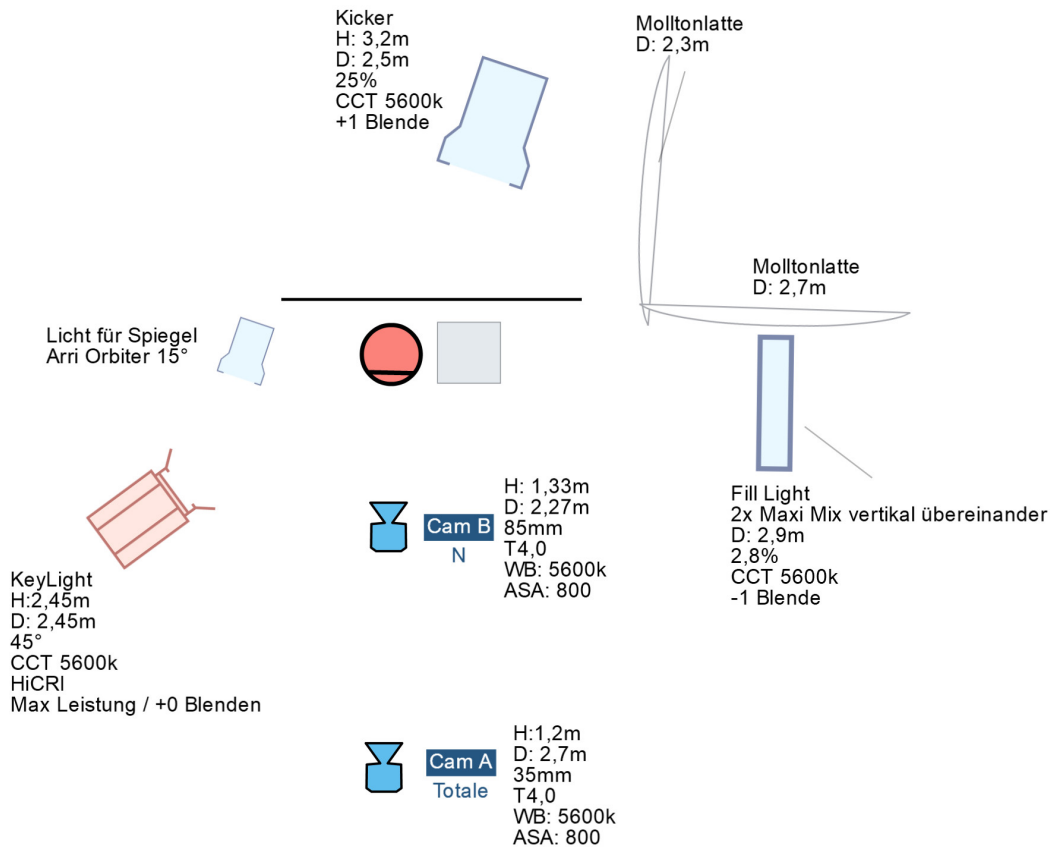 Kicker
H: 3,2m
D: 2,5m
25%
CCT 5600k
+1 Blende
Molltonlatte
D: 2,3m
Molltonlatte
D: 2,7m
Licht für Spiegel
Arri Orbiter 15°
Cam B
N
H: 1,33m
D: 2,27m
85mm
T4,0
WB: 5600k
ASA: 800
Fill Light
2x Maxi Mix vertikal übereinander
D: 2,9m
2,8%
CCT 5600k
-1 Blende
KeyLight
H:2,45m
D: 2,45m
45°
CCT 5600k
HiCRI
Max Leistung / +0 Blenden
Cam A
Totale
H:1,2m
D: 2,7m
35mm
T4,0
WB: 5600k
ASA: 800